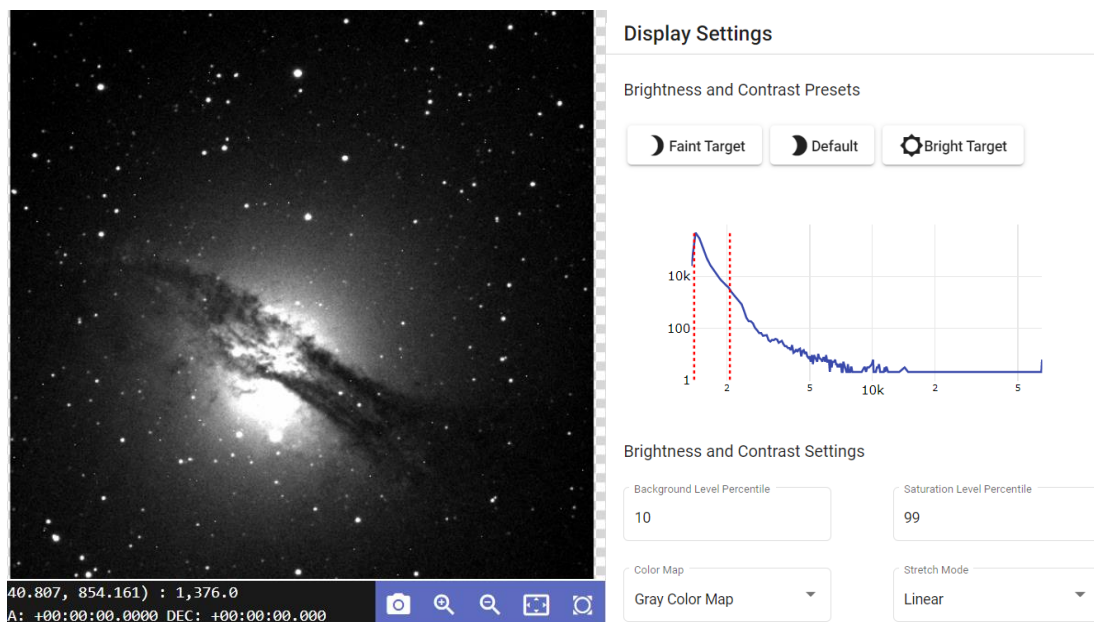 Display Settings
Brightness and Contrast Presets
Faint Target
Default
Bright Target
10k
100
1
2
5
10k
2
5
Brightness and Contrast Settings
Background Level Percentile
10
Saturation Level Percentile
99
Color Map
Gray Color Map
Stretch Mode
Linear
40.807, 854.161) : 1,376.0
A: +00:00:00.0000 DEC: +00:00:00.000